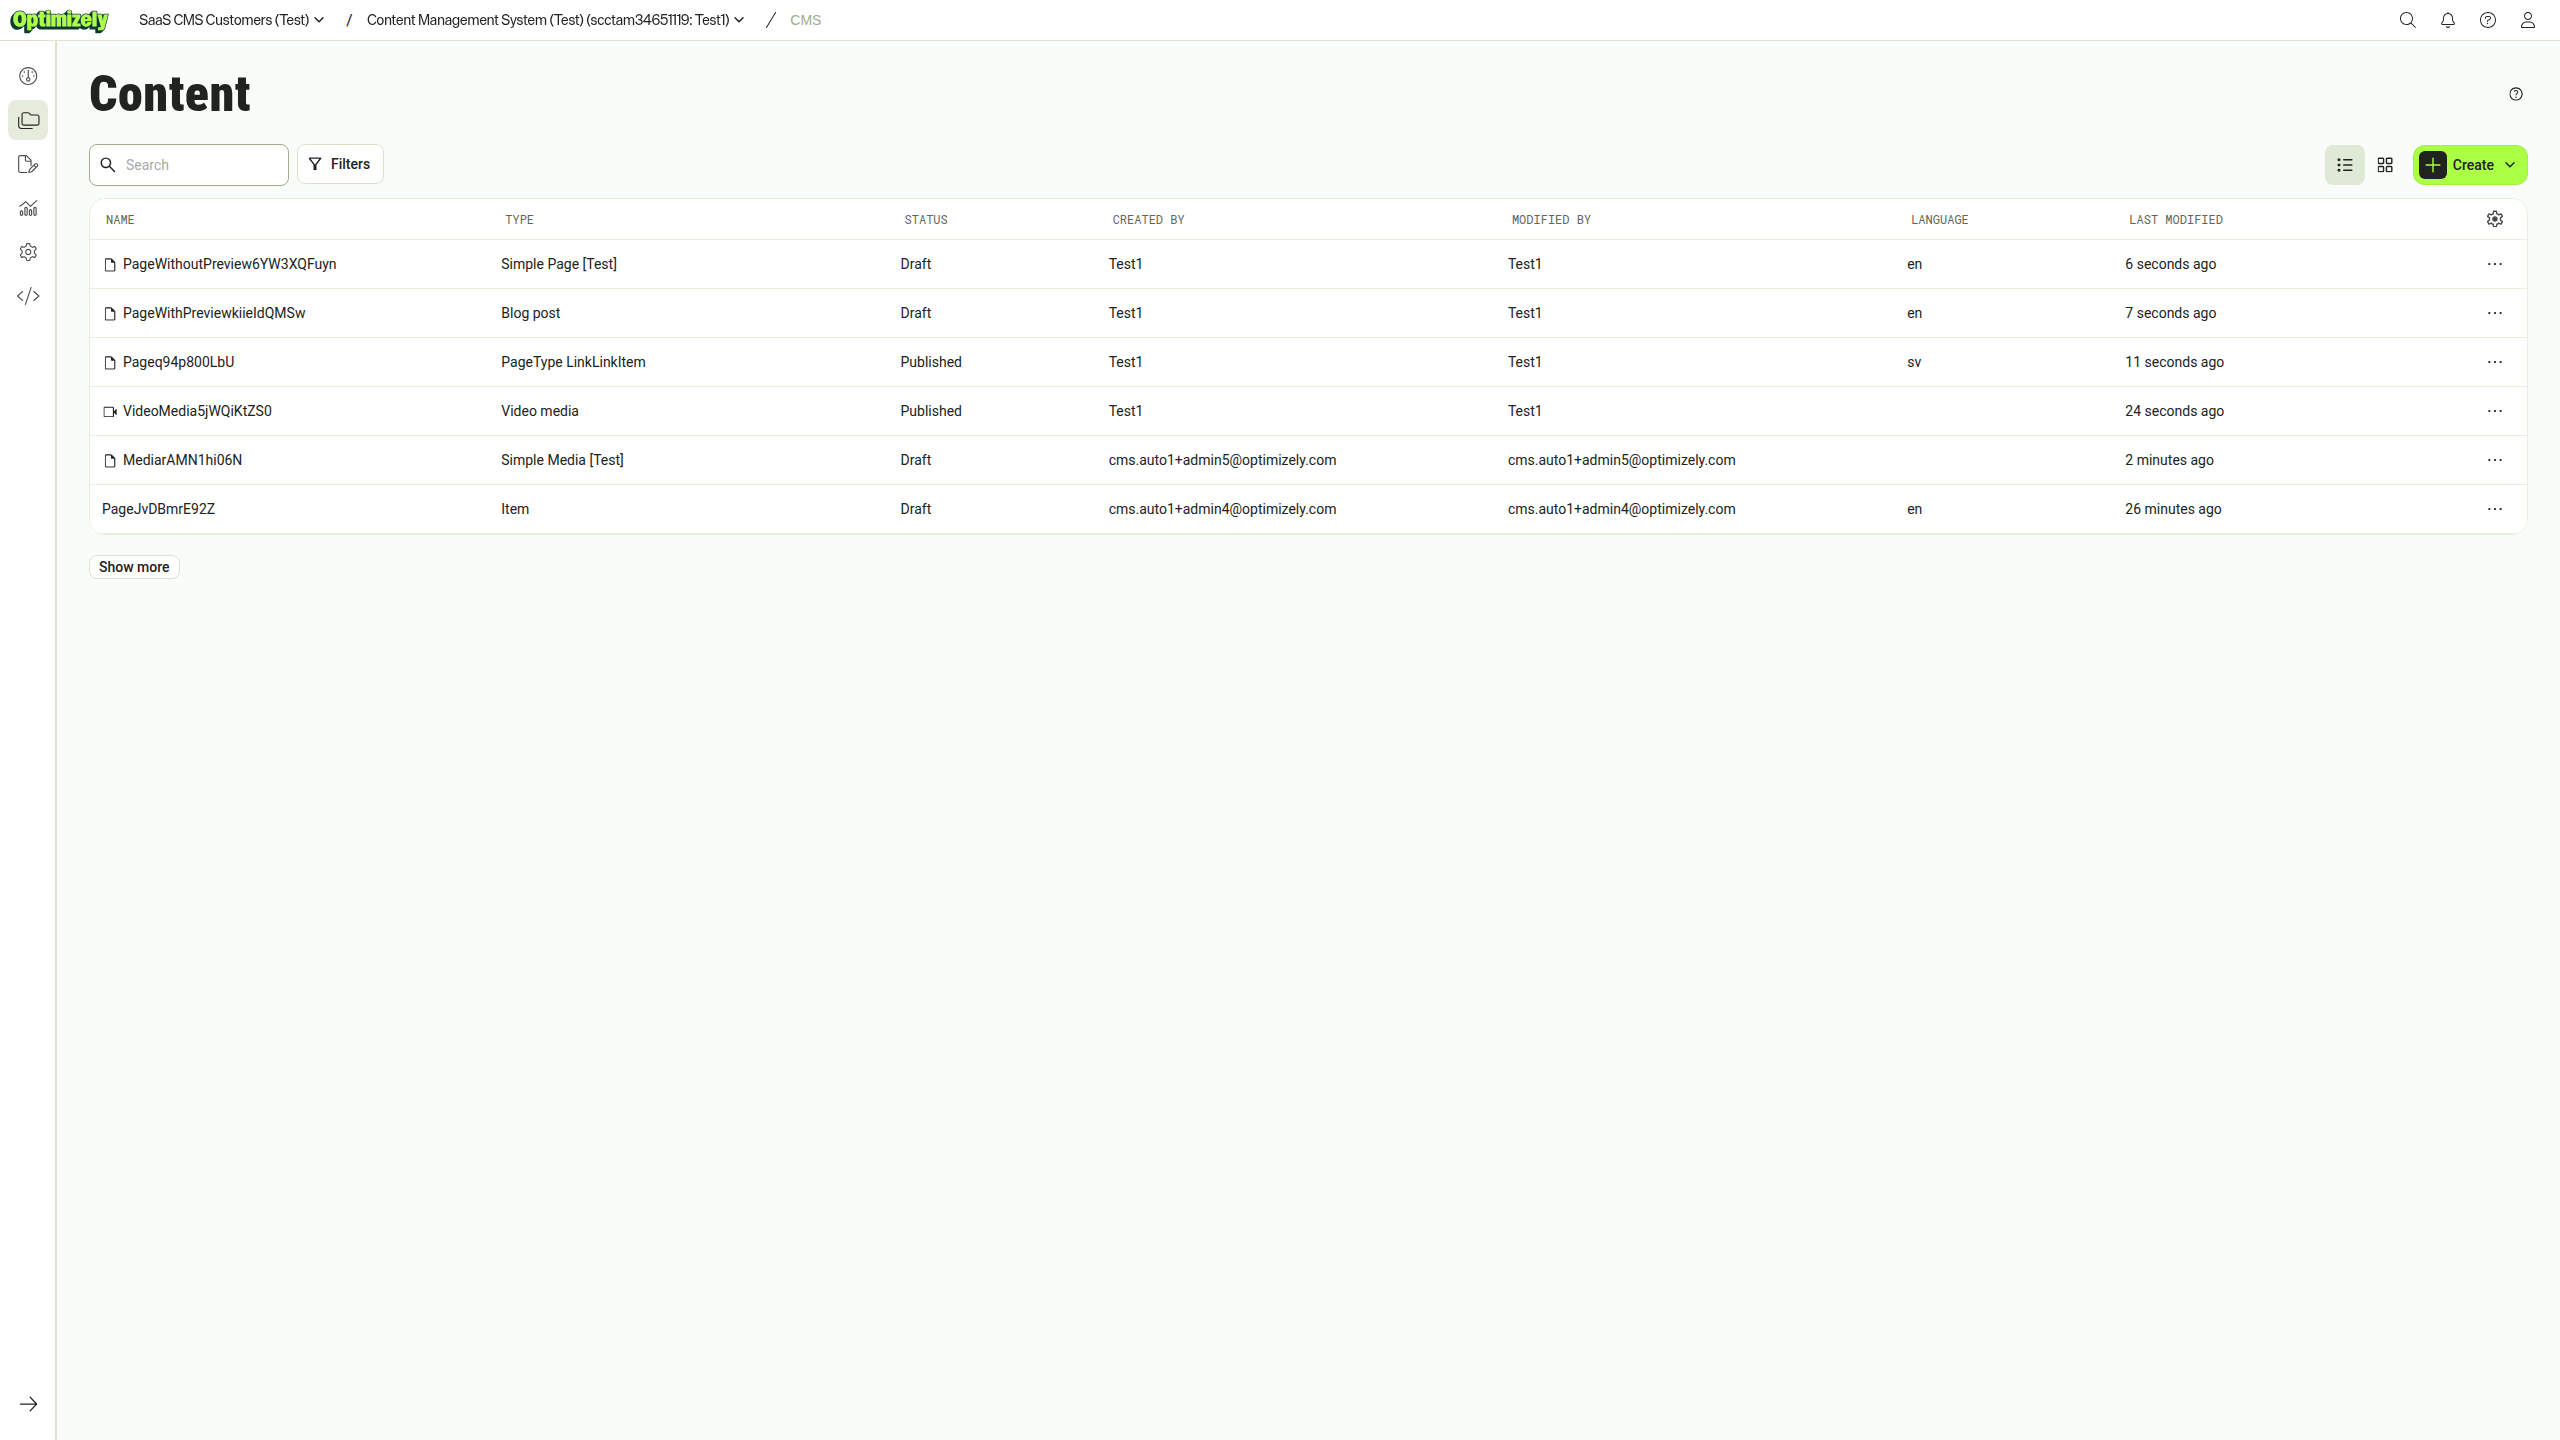 Optimizely SaaS CMS Customers (Test) / Content Management System (Test) (scctam34651119: Test1) / CMS
Content
Search Filters Create
NAME TYPE STATUS CREATED BY MODIFIED BY LANGUAGE LAST MODIFIED
PageWithoutPreview6YW3XQFuyn Simple Page [Test] Draft Test1 Test1 en 6 seconds ago
PageWithPreviewkiieIdQMSw Blog post Draft Test1 Test1 en 7 seconds ago
Pageq94p800LbU PageType LinkLinkItem Published Test1 Test1 sv 11 seconds ago
VideoMedia5jWQiKtZS0 Video media Published Test1 Test1 24 seconds ago
MediarAMN1hi06N Simple Media [Test] Draft cms.auto1+admin5@optimizely.com cms.auto1+admin5@optimizely.com 2 minutes ago
PageJvDBmrE92Z Item Draft cms.auto1+admin4@optimizely.com cms.auto1+admin4@optimizely.com en 26 minutes ago
Show more